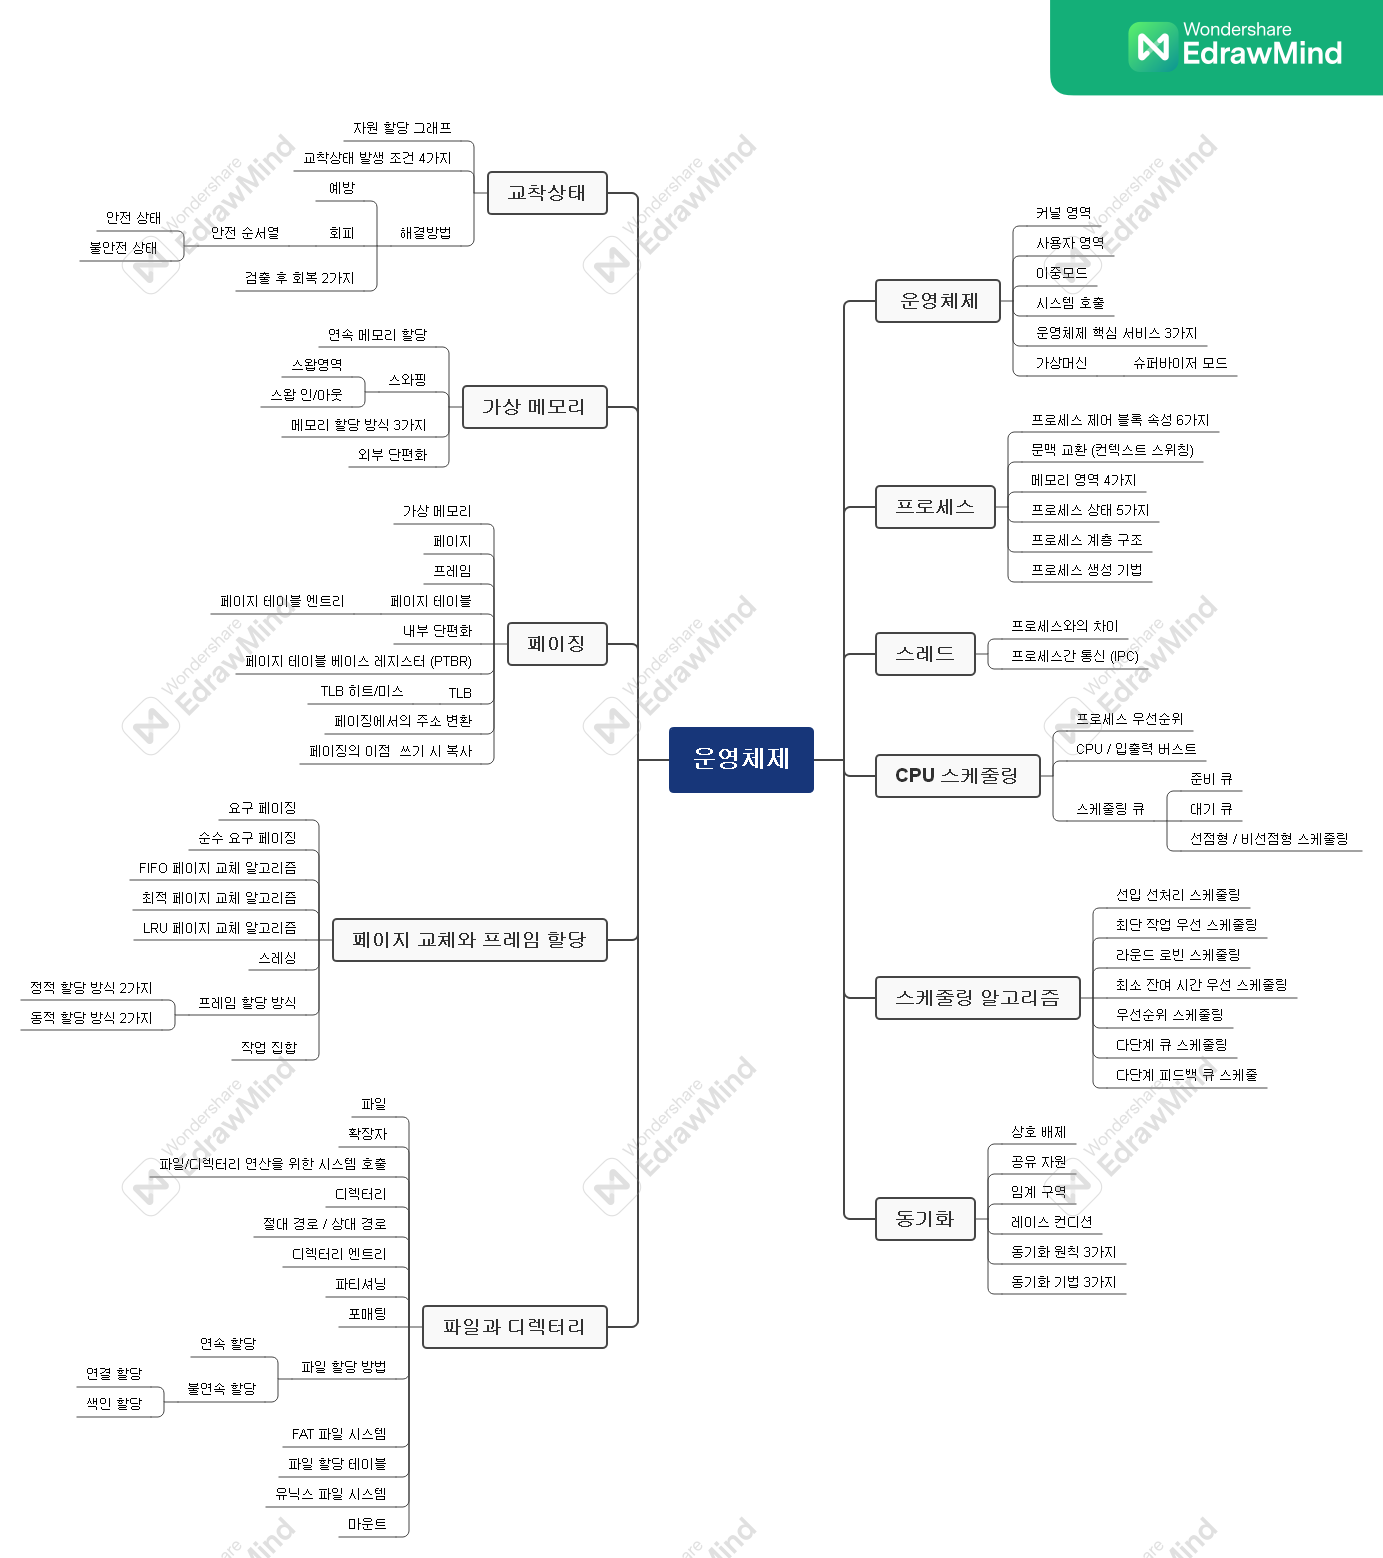 Wondershare
EdrawMind
운영체제
운영체제
커널 영역
사용자 영역
이중모드
시스템 호출
운영체제 핵심 서비스 3가지
가상머신
슈퍼바이저 모드
프로세스
프로세스 제어 블록 속성 6가지
문맥 교환 (컨텍스트 스위칭)
메모리 영역 4가지
프로세스 상태 5가지
프로세스 계층 구조
프로세스 생성 기법
스레드
프로세스와의 차이
프로세스간 통신 (IPC)
CPU 스케줄링
프로세스 우선순위
CPU / 입출력 버스트
스케줄링 큐
준비 큐
대기 큐
선점형 / 비선점형 스케줄링
스케줄링 알고리즘
선입 선처리 스케줄링
최단 작업 우선 스케줄링
라운드 로빈 스케줄링
최소 잔여 시간 우선 스케줄링
우선순위 스케줄링
다단계 큐 스케줄링
다단계 피드백 큐 스케줄
동기화
상호 배제
공유 자원
임계 구역
레이스 컨디션
동기화 원칙 3가지
동기화 기법 3가지
교착상태
자원 할당 그래프
교착상태 발생 조건 4가지
해결방법
예방
회피
안전 순서열
안전 상태
불안전 상태
검출 후 회복 2가지
가상 메모리
연속 메모리 할당
스와핑
스왑영역
스왑 인/아웃
메모리 할당 방식 3가지
외부 단편화
페이징
가상 메모리
페이지
프레임
페이지 테이블
페이지 테이블 엔트리
내부 단편화
페이지 테이블 베이스 레지스터 (PTBR)
TLB
TLB 히트/미스
페이징에서의 주소 변환
페이징의 이점 쓰기 시 복사
페이지 교체와 프레임 할당
요구 페이징
순수 요구 페이징
FIFO 페이지 교체 알고리즘
최적 페이지 교체 알고리즘
LRU 페이지 교체 알고리즘
스레싱
프레임 할당 방식
정적 할당 방식 2가지
동적 할당 방식 2가지
작업 집합
파일과 디렉터리
파일
확장자
파일/디렉터리 연산을 위한 시스템 호출
디렉터리
절대 경로 / 상대 경로
디렉터리 엔트리
파티셔닝
포매팅
파일 할당 방법
연속 할당
불연속 할당
연결 할당
색인 할당
FAT 파일 시스템
파일 할당 테이블
유닉스 파일 시스템
마운트